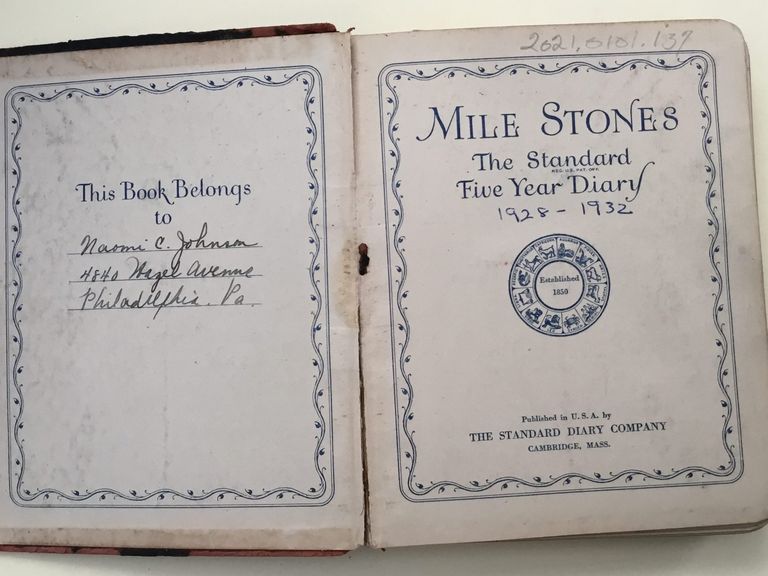 This Book Belongs
to
Naomi C. Johnson
4840 Hazel Avenue
Philadelphia. Pa.
2021.0101.137
MILE STONES
The Standard
REG. U.S. PAT. OFF.
Five Year Diary
1928 - 1932
Established
1850
Published in U.S.A. by
THE STANDARD DIARY COMPANY
CAMBRIDGE, MASS.